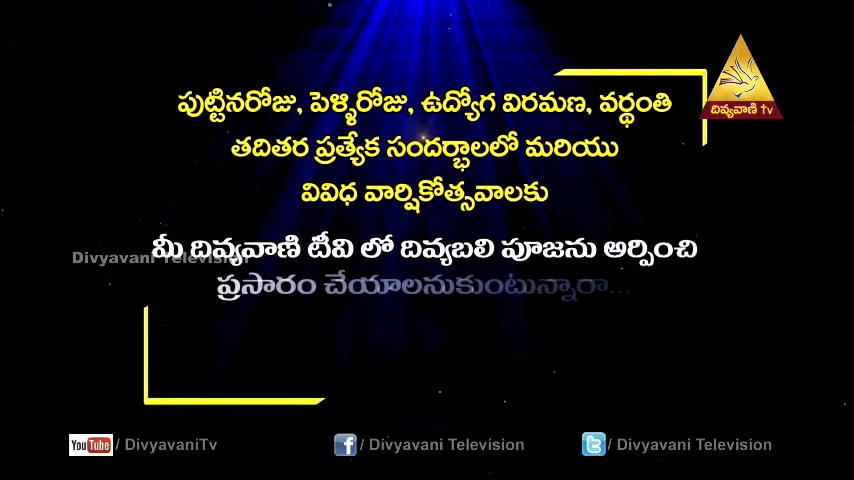 పుట్టినరోజు, పెళ్ళిరోజు, ఉద్యోగ విరమణ, వర్థంతి
తదితర ప్రత్యేక సందర్భాలలో మరియు
వివిధ వార్షికోత్సవాలకు
మీ దివ్యవాణి టీవి లో దివ్యబలి పూజను అర్పించి
ప్రసారం చేయాలనుకుంటున్నారా...
దివ్యవాణి tv
Divyavani Television
YouTube / DivyavaniTv
f / Divyavani Television
/ Divyavani Television